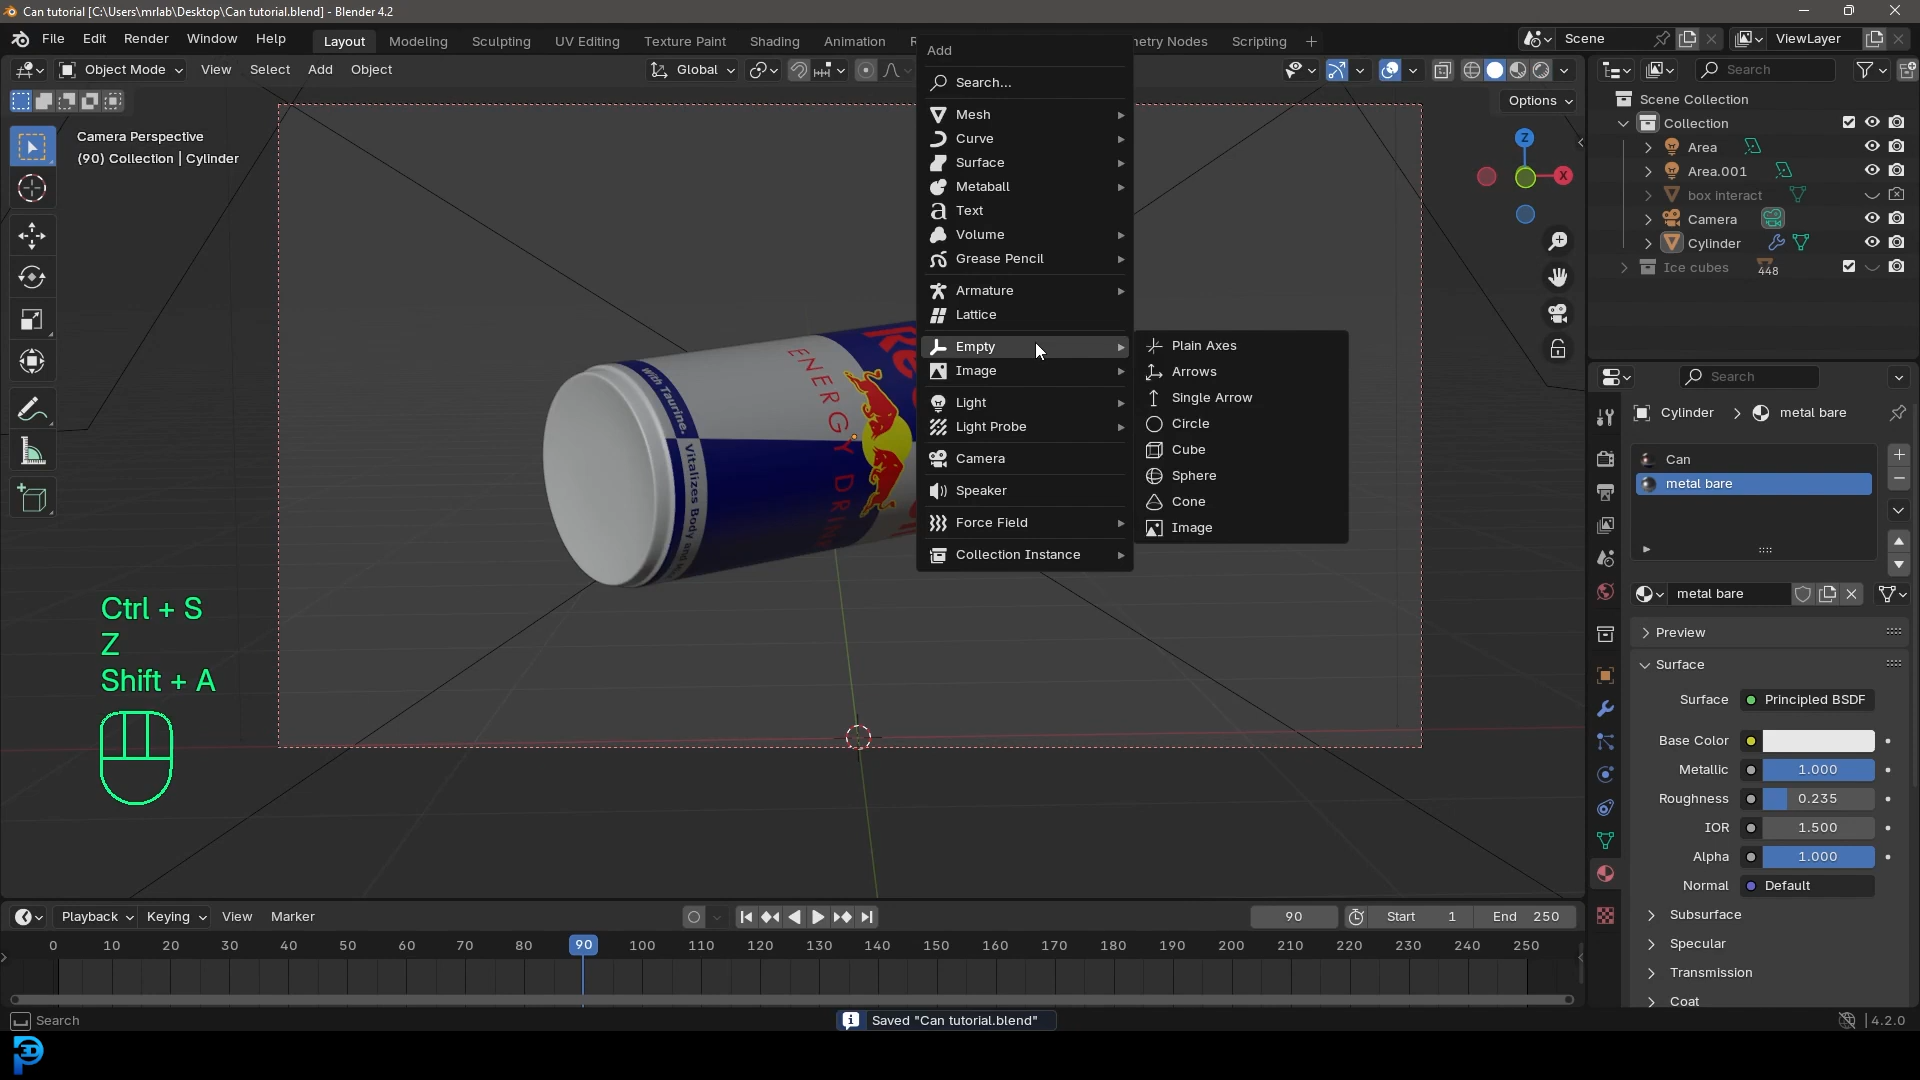 Can tutorial [C:\Users\mrlab\Desktop\Can tutorial.blend] - Blender 4.2
File Edit Render Window Help Layout Modeling Sculpting UV Editing Texture Paint Shading Animation R metry Nodes Scripting + Scene ViewLayer
Object Mode View Select Add Object Global Search
Options
Camera Perspective
(90) Collection | Cylinder
Z
X
Add
Search...
Mesh
Curve
Surface
Metaball
Text
Volume
Grease Pencil
Armature
Lattice
Empty
Image
Light
Light Probe
Camera
Speaker
Force Field
Collection Instance
Plain Axes
Arrows
Single Arrow
Circle
Cube
Sphere
Cone
Image
With Taurine.
Vitalizes Body and
ENERGY DRIN
Re
Ctrl + S
Z
Shift + A
Scene Collection
Collection
Area
Area.001
box interact
Camera
Cylinder
Ice cubes 448
Search
Cylinder > metal bare
Can
metal bare
metal bare
Preview
Surface
Surface Principled BSDF
Base Color
Metallic 1.000
Roughness 0.235
IOR 1.500
Alpha 1.000
Normal Default
Subsurface
Specular
Transmission
Coat
Playback Keying View Marker 90 Start 1 End 250
0 10 20 30 40 50 60 70 80 90 100 110 120 130 140 150 160 170 180 190 200 210 220 230 240 250
Search Saved "Can tutorial.blend" 4.2.0
3D